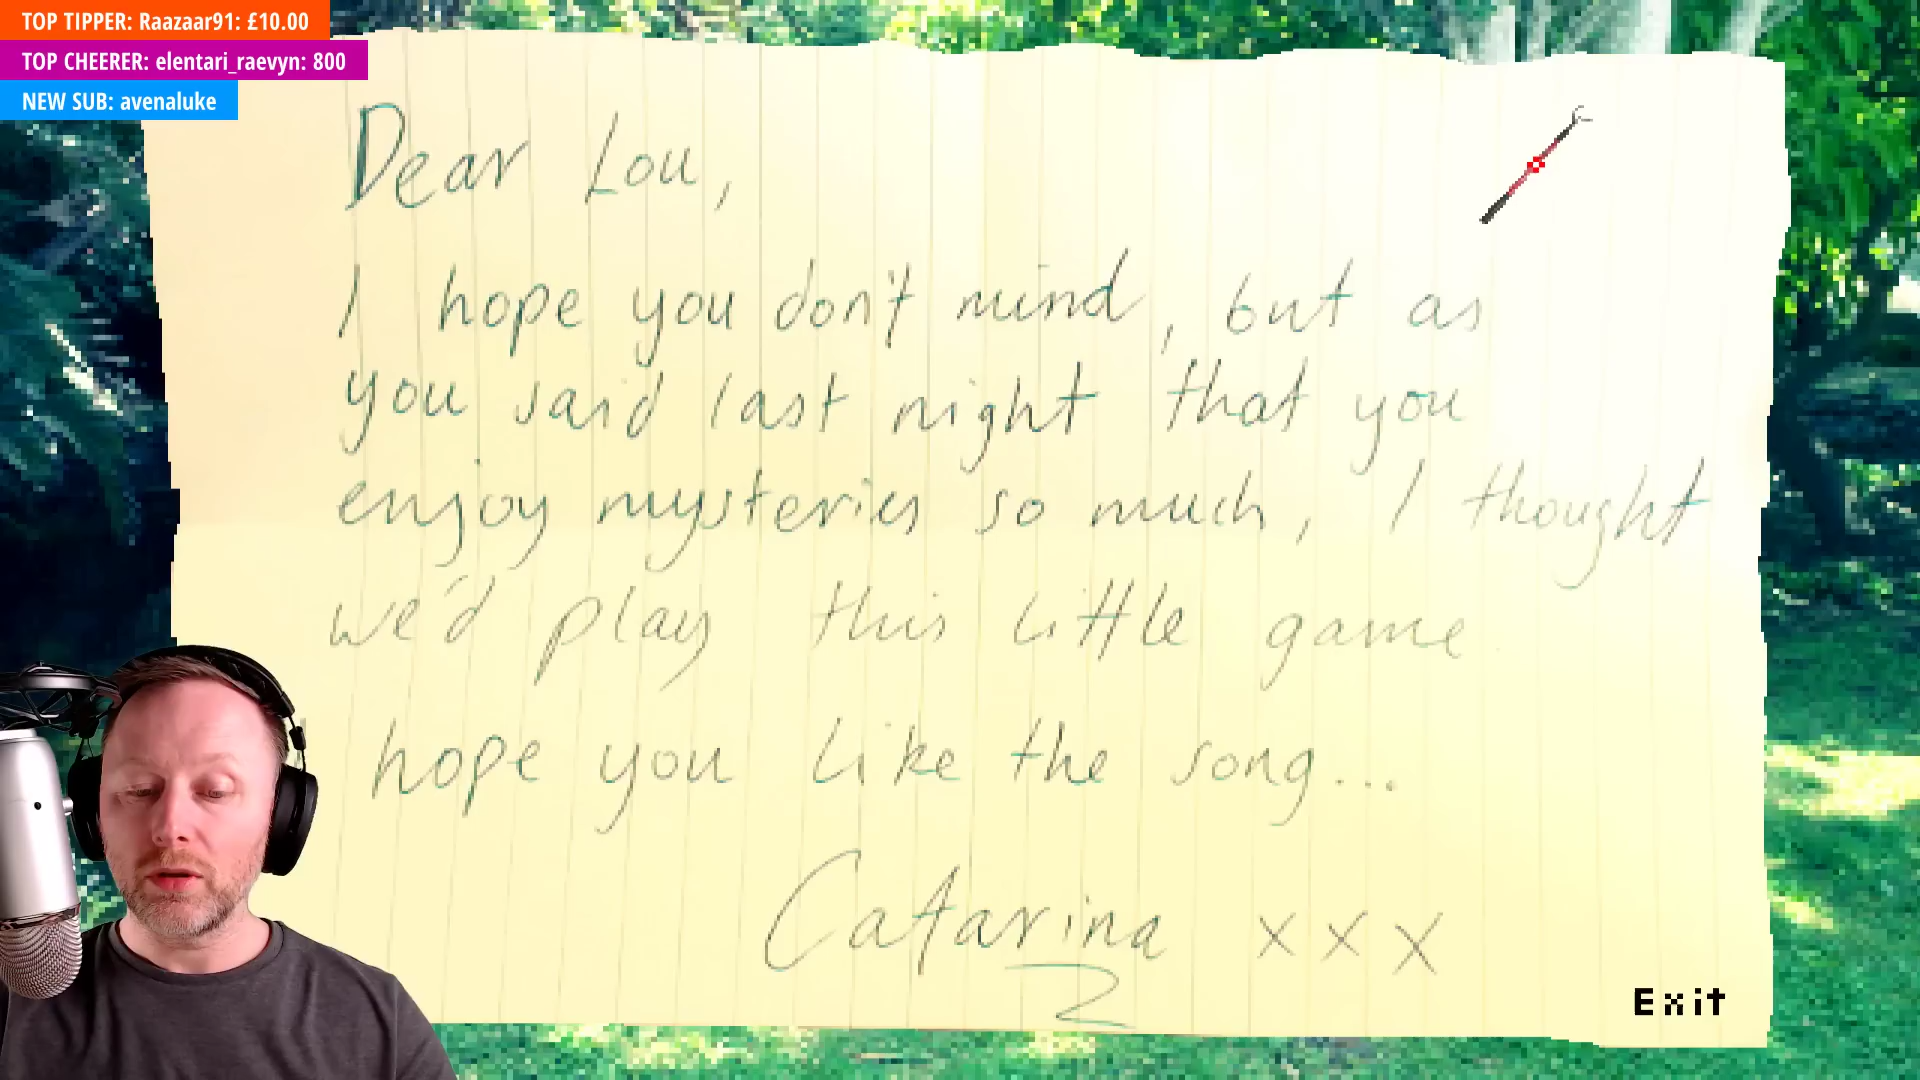 TOP TIPPER: Raazaar91: £10.00
TOP CHEERER: elentari_raevyn: 800
NEW SUB: avenaluke
Dear Lou,
I hope you don't mind, but as
you said last night that you
enjoy mysteries so much, I thought
we'd play this little game.
I hope you like the song...
Catarina xxx
Exit